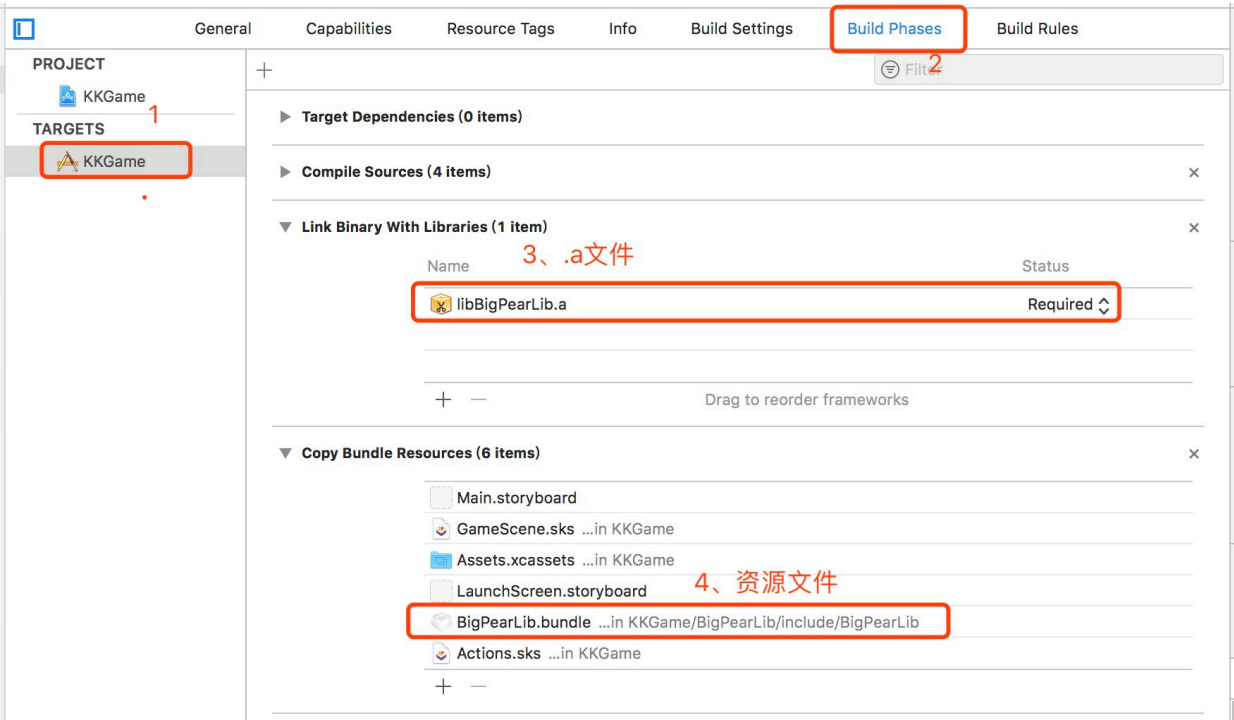 General Capabilities Resource Tags Info Build Settings Build Phases Build Rules
PROJECT
KKGame
1
TARGETS
KKGame
2
Filter
Target Dependencies (0 items)
Compile Sources (4 items)
Link Binary With Libraries (1 item)
3、.a文件
Name Status
libBigPearLib.a Required
Drag to reorder frameworks
Copy Bundle Resources (6 items)
Main.storyboard
GameScene.sks ...in KKGame
Assets.xcassets ...in KKGame
4、资源文件
LaunchScreen.storyboard
BigPearLib.bundle ...in KKGame/BigPearLib/include/BigPearLib
Actions.sks ...in KKGame